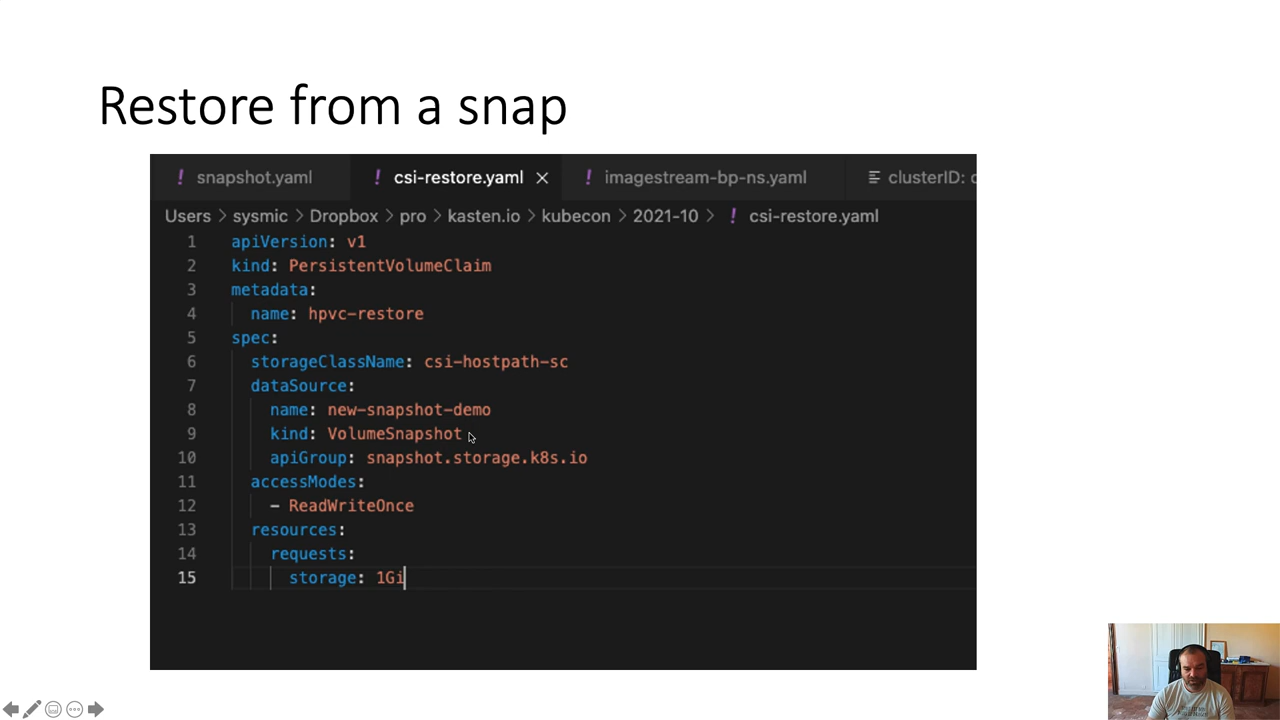 Restore from a snap
! snapshot.yaml ! csi-restore.yaml × ! imagestream-bp-ns.yaml clusterID: c
Users > sysmic > Dropbox > pro > kasten.io > kubecon > 2021-10 > ! csi-restore.yaml
1 apiVersion: v1
2 kind: PersistentVolumeClaim
3 metadata:
4 name: hpvc-restore
5 spec:
6 storageClassName: csi-hostpath-sc
7 dataSource:
8 name: new-snapshot-demo
9 kind: VolumeSnapshot
10 apiGroup: snapshot.storage.k8s.io
11 accessModes:
12 - ReadWriteOnce
13 resources:
14 requests:
15 storage: 1Gi